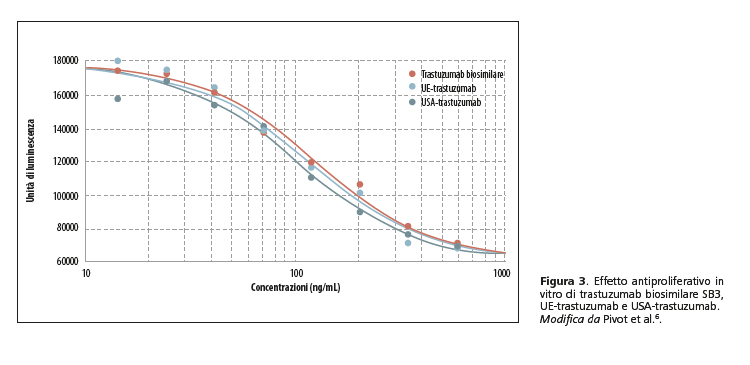 180000
160000
140000
120000
100000
80000
60000
Unità di luminescenza
10
100
1000
Concentrazioni (ng/mL)
Trastuzumab biosimilare
UE-trastuzumab
USA-trastuzumab
Figura 3. Effetto antiproliferativo in
vitro di trastuzumab biosimilare SB3,
UE-trastuzumab e USA-trastuzumab.
Modifica da Pivot et al.⁶.